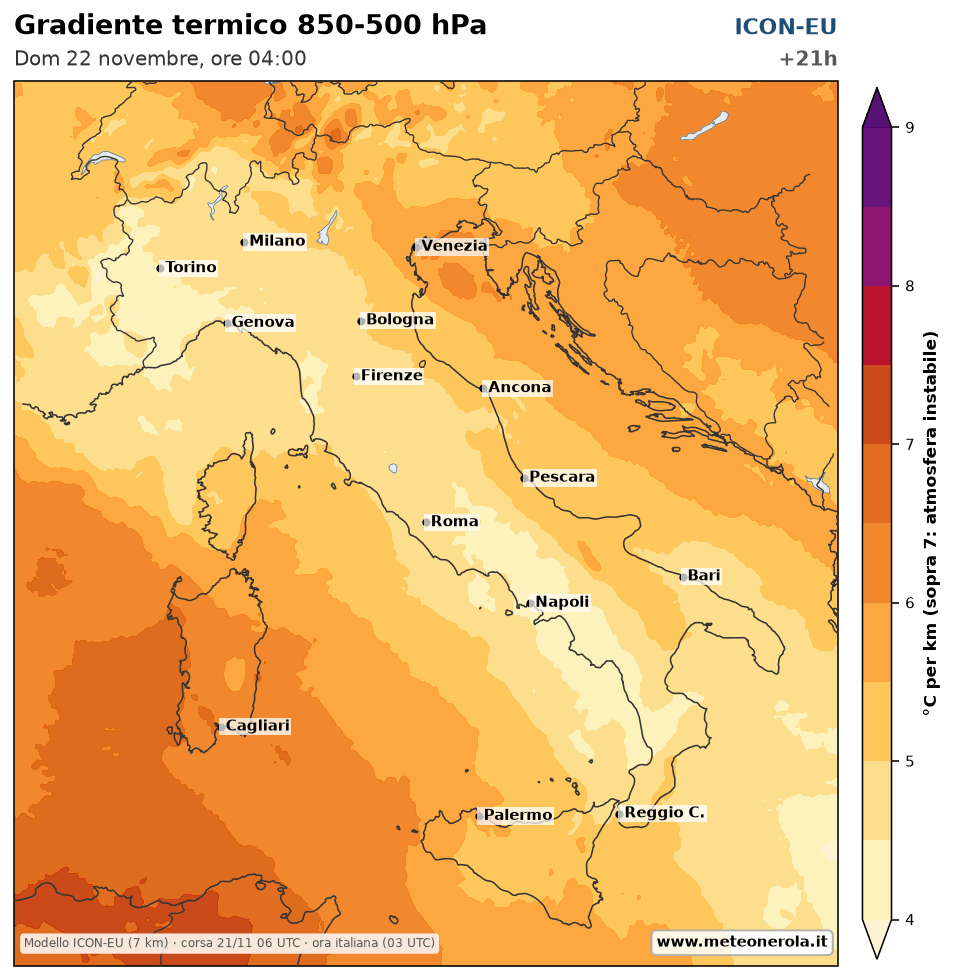 Gradiente termico 850-500 hPa
ICON-EU
Dom 22 novembre, ore 04:00
+21h
Milano
Venezia
Torino
Genova
Bologna
Firenze
Ancona
Pescara
Roma
Bari
Napoli
Cagliari
Palermo
Reggio C.
9
8
7
6
5
4
°C per km (sopra 7: atmosfera instabile)
Modello ICON-EU (7 km) · corsa 21/11 06 UTC · ora italiana (03 UTC)
www.meteonerola.it